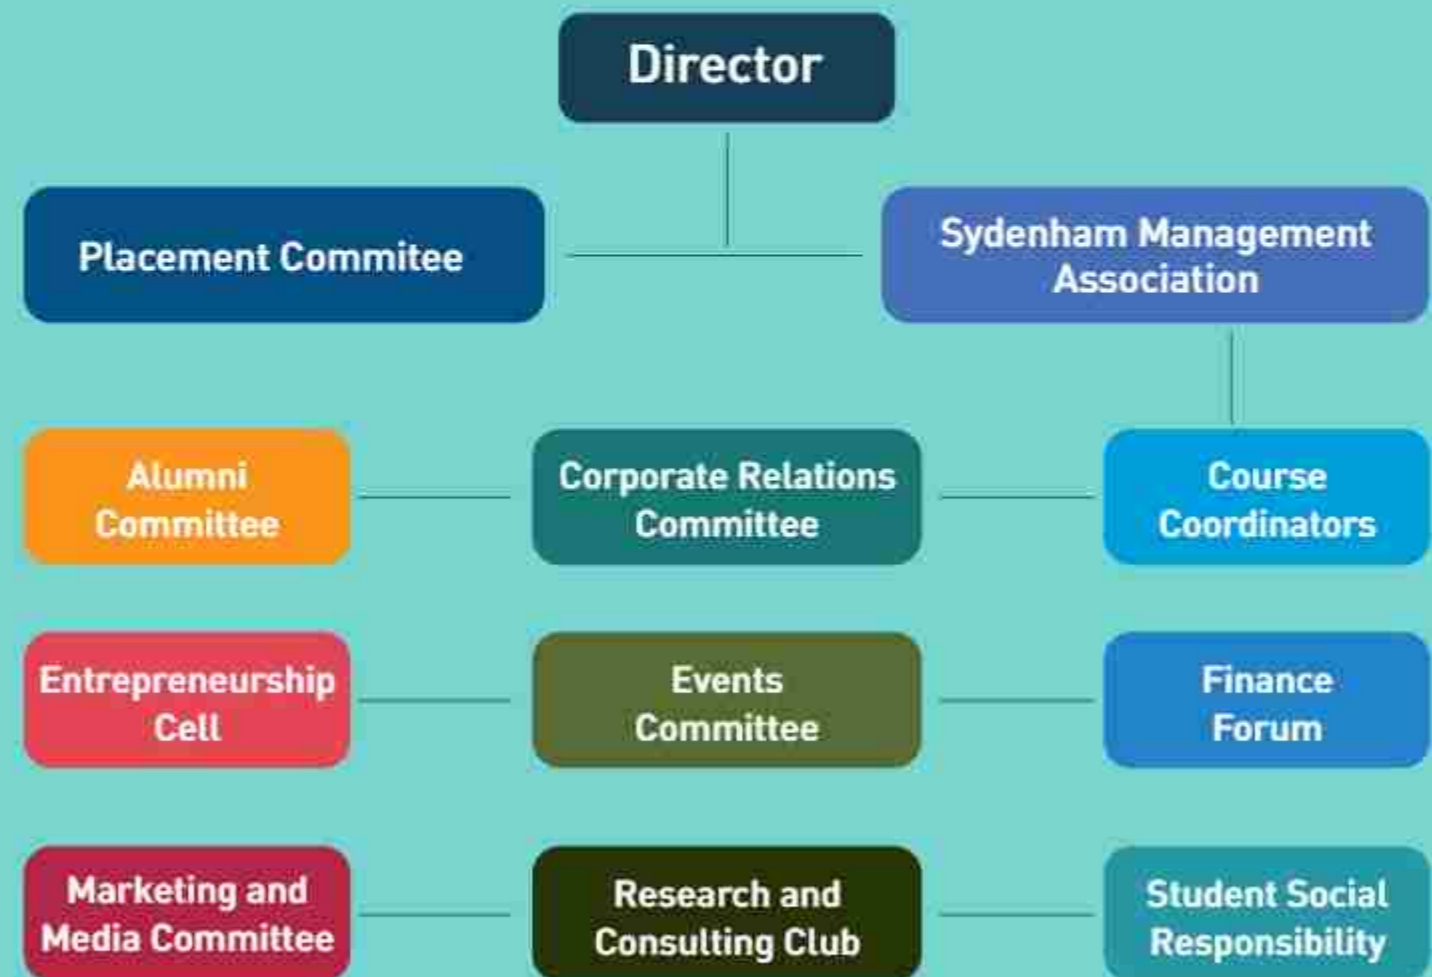 Director
Placement Commitee
Sydenham Management
Association
Alumni
Committee
Corporate Relations
Committee
Course
Coordinators
Entrepreneurship
Cell
Events
Committee
Finance
Forum
Marketing and
Media Committee
Research and
Consulting Club
Student Social
Responsibility